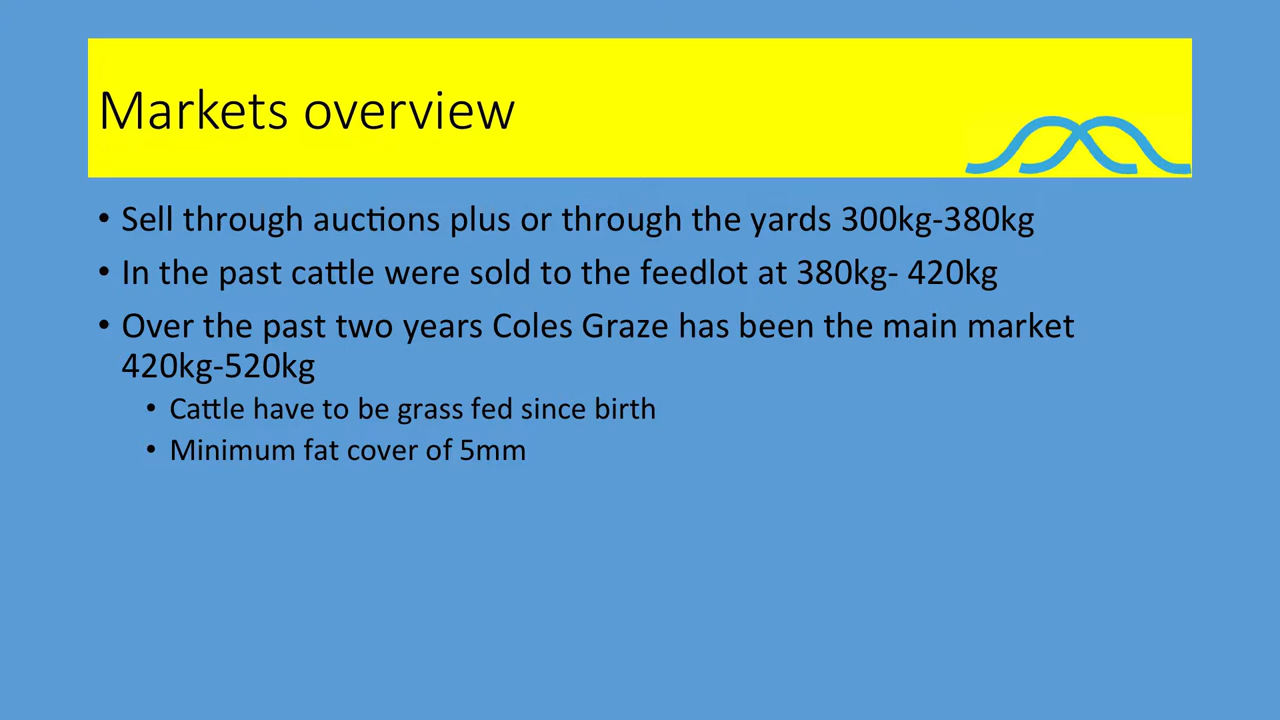 Markets overview
• Sell through auctions plus or through the yards 300kg-380kg
• In the past cattle were sold to the feedlot at 380kg- 420kg
• Over the past two years Coles Graze has been the main market
420kg-520kg
• Cattle have to be grass fed since birth
• Minimum fat cover of 5mm